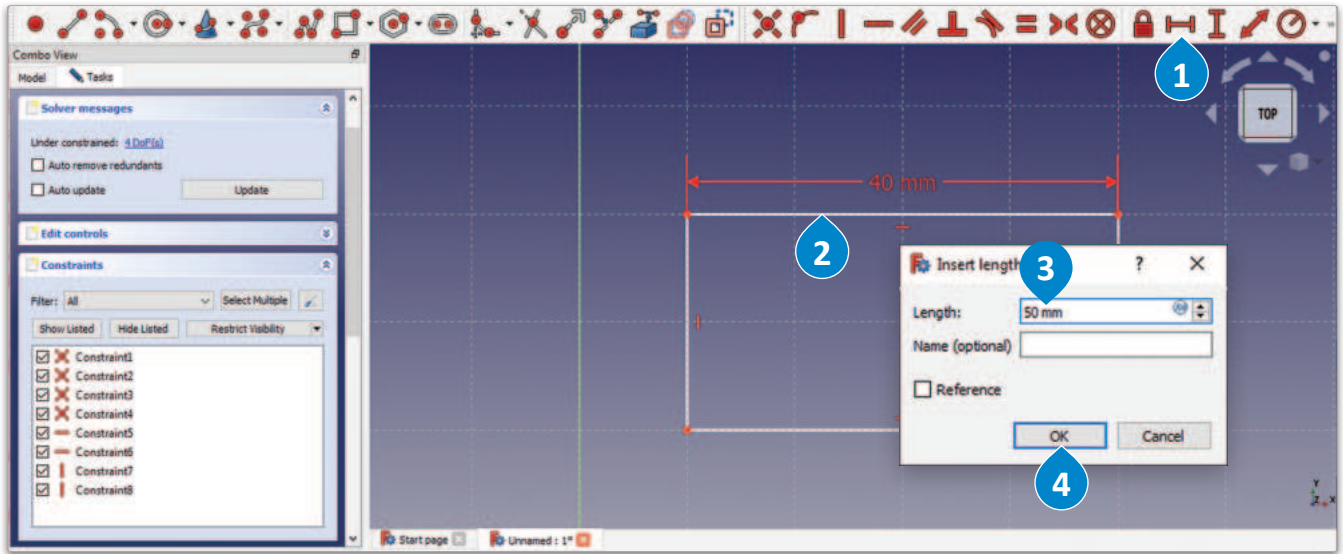 1
Combo View
Model
Tasks
Solver messages
Under constrained: 4 DoF(s)
Auto remove redundants
Auto update
Update
Edit controls
Constraints
Filter: All
Select Multiple
Show Listed
Hide Listed
Restrict Visibility
Constraint1
Constraint2
Constraint3
Constraint4
Constraint5
Constraint6
Constraint7
Constraint8
TOP
40 mm
2
Insert length
3
?
Length:
50 mm
Name (optional)
Reference
OK
Cancel
4
Y
Z
X
Start page
Unnamed : 1*